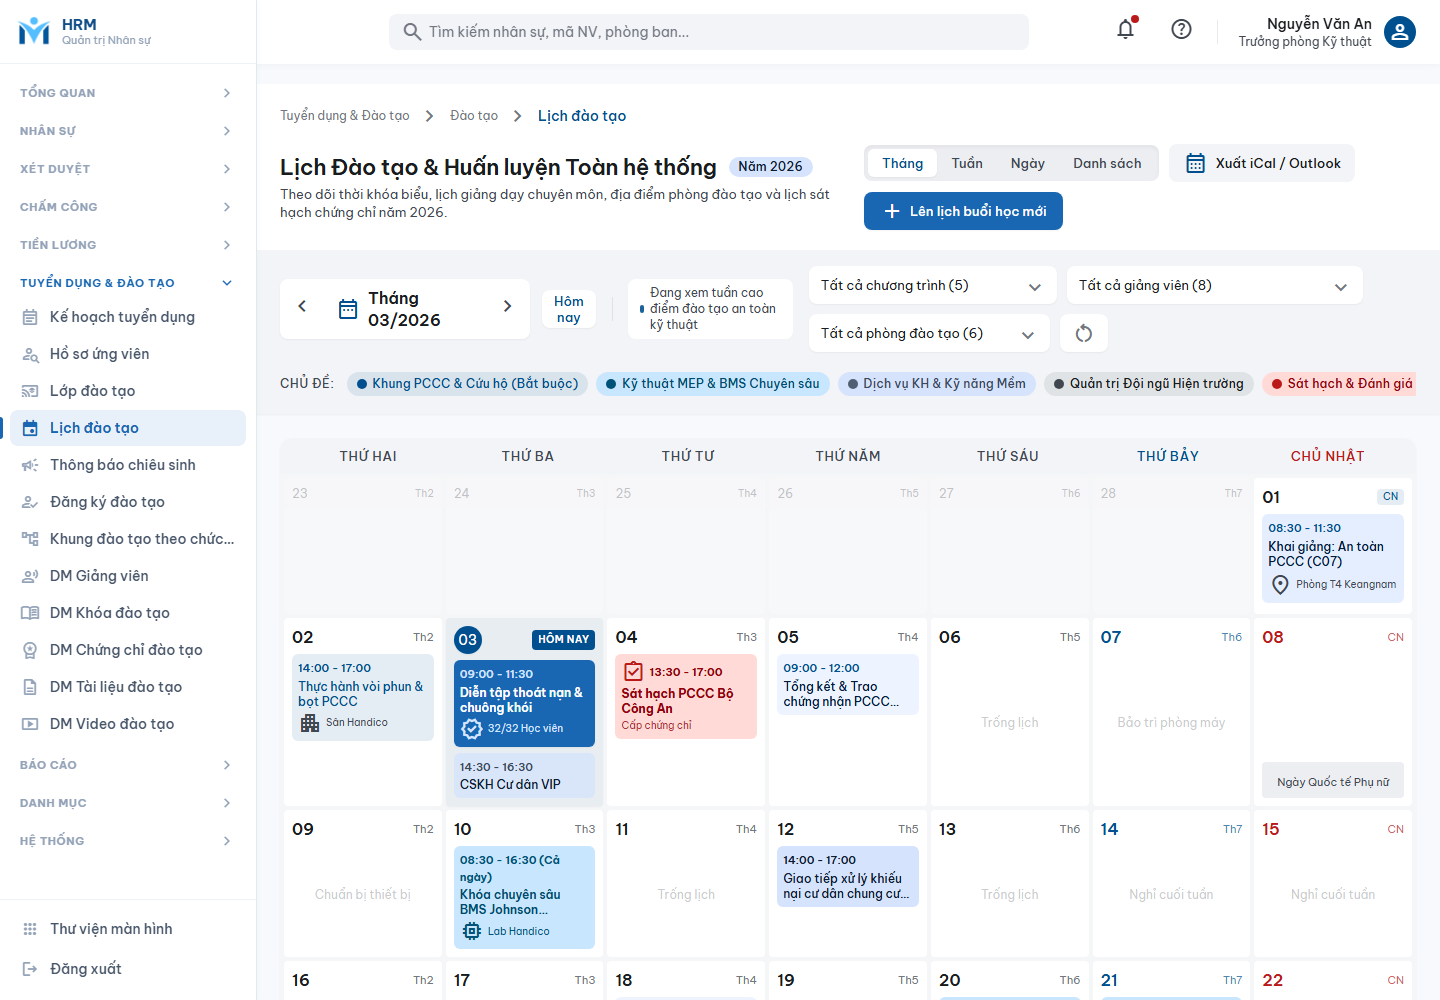 HRM
Quản trị Nhân sự
Tìm kiếm nhân sự, mã NV, phòng ban...
Nguyễn Văn An
Trưởng phòng Kỹ thuật
TỔNG QUAN
NHÂN SỰ
XÉT DUYỆT
CHẤM CÔNG
TIỀN LƯƠNG
TUYỂN DỤNG & ĐÀO TẠO
Kế hoạch tuyển dụng
Hồ sơ ứng viên
Lớp đào tạo
Lịch đào tạo
Thông báo chiêu sinh
Đăng ký đào tạo
Khung đào tạo theo chức...
DM Giảng viên
DM Khóa đào tạo
DM Chứng chỉ đào tạo
DM Tài liệu đào tạo
DM Video đào tạo
BÁO CÁO
DANH MỤC
HỆ THỐNG
Thư viện màn hình
Đăng xuất
Tuyển dụng & Đào tạo
Đào tạo
Lịch đào tạo
Lịch Đào tạo & Huấn luyện Toàn hệ thống
Năm 2026
Theo dõi thời khóa biểu, lịch giảng dạy chuyên môn, địa điểm phòng đào tạo và lịch sát
hạch chứng chỉ năm 2026.
Tháng
Tuần
Ngày
Danh sách
Xuất iCal / Outlook
Lên lịch buổi học mới
Tháng
03/2026
Hôm
nay
Đang xem tuần cao
điểm đào tạo an toàn
kỹ thuật
Tất cả chương trình (5)
Tất cả giảng viên (8)
Tất cả phòng đào tạo (6)
CHỦ ĐỀ:
Khung PCCC & Cứu hộ (Bắt buộc)
Kỹ thuật MEP & BMS Chuyên sâu
Dịch vụ KH & Kỹ năng Mềm
Quản trị Đội ngũ Hiện trường
Sát hạch & Đánh giá
THỨ HAI
THỨ BA
THỨ TƯ
THỨ NĂM
THỨ SÁU
THỨ BẢY
CHỦ NHẬT
23 Th2
24 Th3
25 Th4
26 Th5
27 Th6
28 Th7
01 CN
08:30 - 11:30
Khai giảng: An toàn
PCCC (C07)
Phòng T4 Keangnam
02 Th2
14:00 - 17:00
Thực hành vòi phun &
bọt PCCC
Sân Handico
03 HÔM NAY
09:00 - 11:30
Diễn tập thoát nạn &
chuông khói
32/32 Học viên
14:30 - 16:30
CSKH Cư dân VIP
04 Th3
13:30 - 17:00
Sát hạch PCCC Bộ
Công An
Cấp chứng chỉ
05 Th4
09:00 - 12:00
Tổng kết & Trao
chứng nhận PCCC...
06 Th5
Trống lịch
07 Th6
Bảo trì phòng máy
08 CN
Ngày Quốc tế Phụ nữ
09 Th2
Chuẩn bị thiết bị
10 Th3
08:30 - 16:30 (Cả
ngày)
Khóa chuyên sâu
BMS Johnson...
Lab Handico
11 Th4
Trống lịch
12 Th5
14:00 - 17:00
Giao tiếp xử lý khiếu
nại cư dân chung cư...
13 Th6
Trống lịch
14 Th7
Nghỉ cuối tuần
15 CN
Nghỉ cuối tuần
16 Th2
17 Th3
18 Th4
19 Th5
20 Th6
21 Th7
22 CN